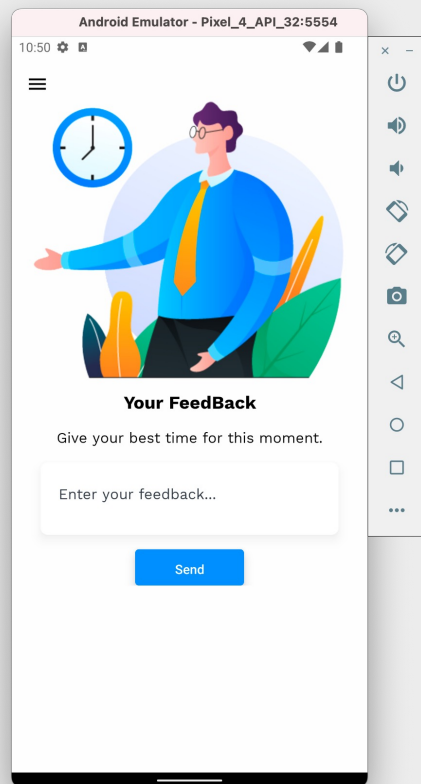 Android Emulator - Pixel_4_API_32:5554
10:50
Your FeedBack
Give your best time for this moment.
Enter your feedback...
Send